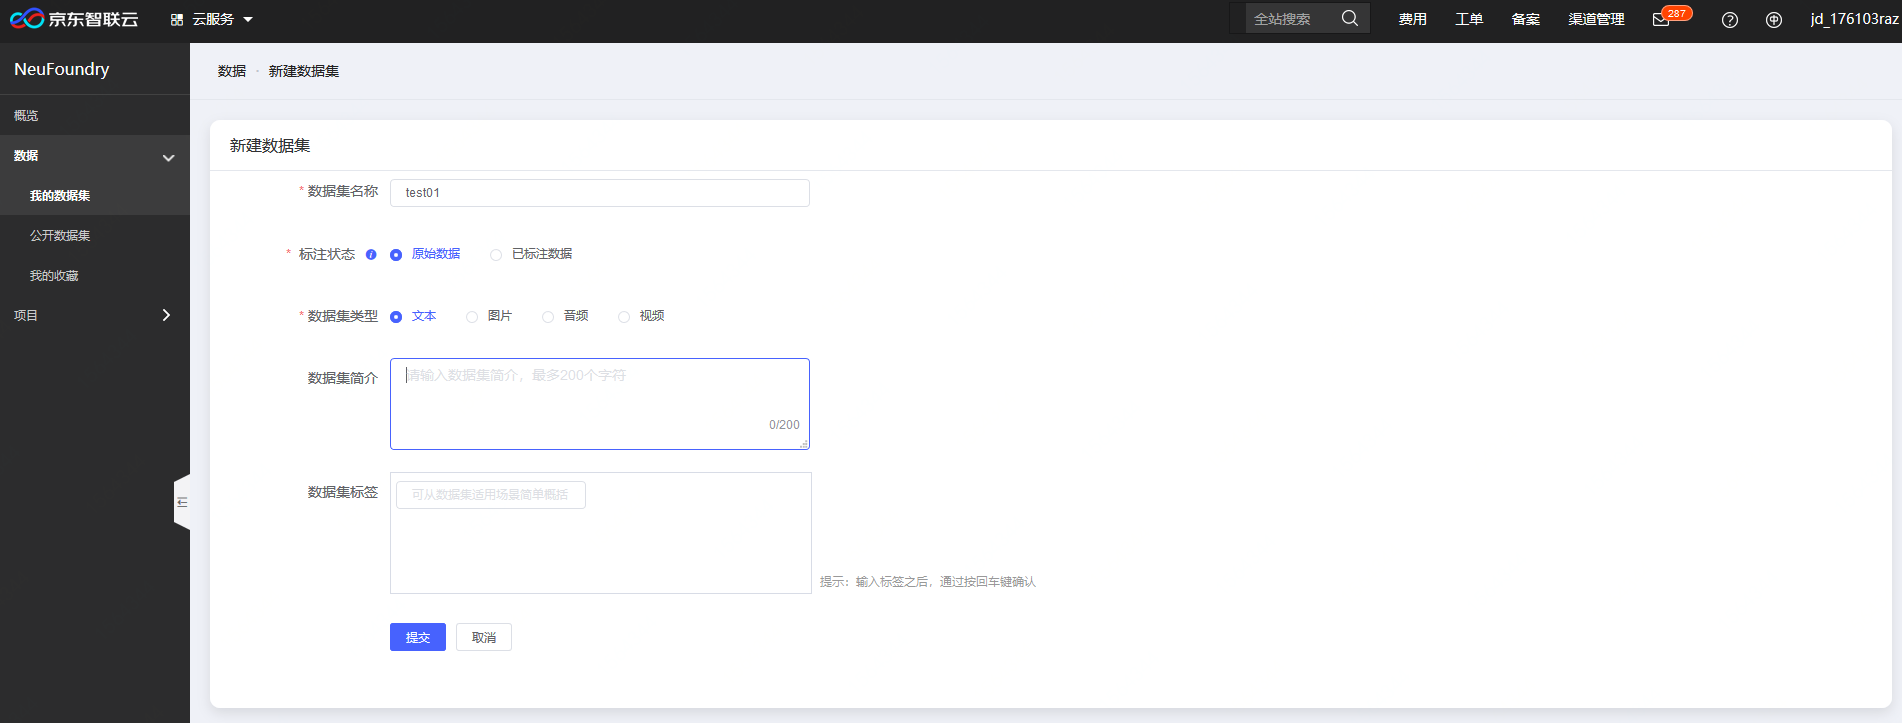 京东智联云 云服务 全站搜索 费用 工单 备案 渠道管理 287 jd_176103raz
NeuFoundry
概览
数据
我的数据集
公开数据集
我的收藏
项目
数据 · 新建数据集
新建数据集
* 数据集名称 test01
* 标注状态 原始数据 已标注数据
* 数据集类型 文本 图片 音频 视频
数据集简介 请输入数据集简介，最多200个字符
0/200
数据集标签 可从数据集适用场景简单概括
提示：输入标签之后，通过按回车键确认
提交 取消